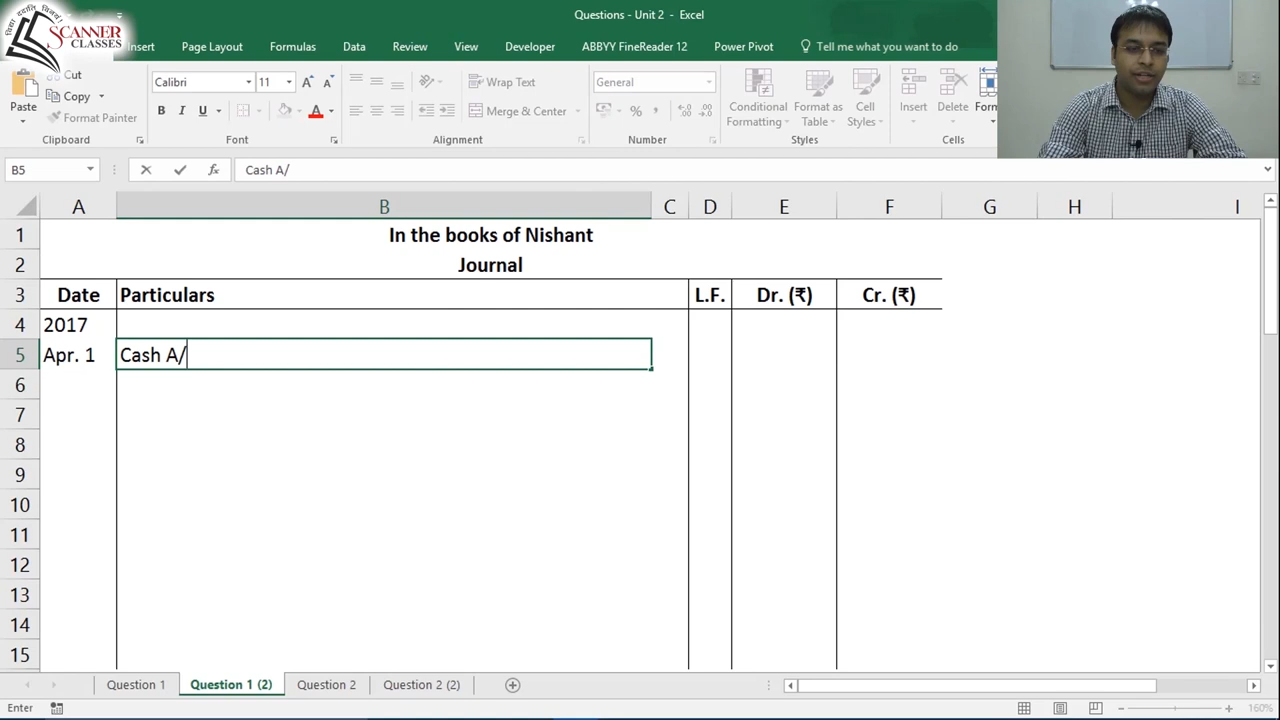 SCANNER
CLASSES
Questions - Unit 2 - Excel
Insert Page Layout Formulas Data Review View Developer ABBYY FineReader 12 Power Pivot Tell me what you want to do
Paste
Cut
Copy
Format Painter
Clipboard
Calibri 11
B I U
Font
Wrap Text
Merge & Center
Alignment
General
% ,
Number
Conditional Formatting
Format as Table
Cell Styles
Styles
Insert Delete Form
Cells
B5 fx Cash A/
A B C D E F G H I
1 In the books of Nishant
2 Journal
3 Date Particulars L.F. Dr. (₹) Cr. (₹)
4 2017
5 Apr. 1 Cash A/
6
7
8
9
10
11
12
13
14
15
Question 1 Question 1 (2) Question 2 Question 2 (2)
Enter 160%